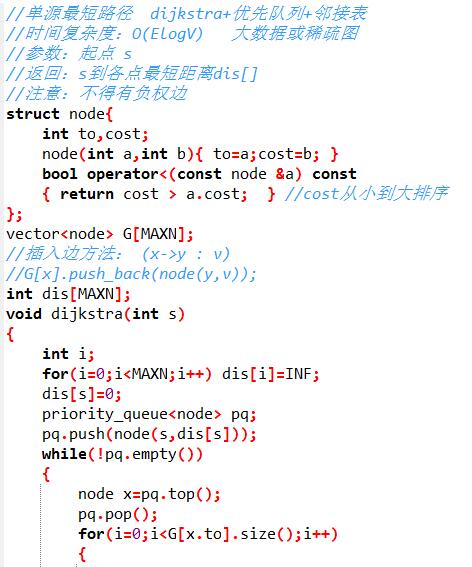 //单源最短路径  dijkstra+优先队列+邻接表
//时间复杂度：O(ElogV)   大数据或稀疏图
//参数：起点 s
//返回：s到各点最短距离dis[]
//注意：不得有负权边
struct node{
    int to,cost;
    node(int a,int b){ to=a;cost=b; }
    bool operator<(const node &a) const
    { return cost > a.cost;  } //cost从小到大排序
};
vector<node> G[MAXN];
//插入边方法： (x->y : v)
//G[x].push_back(node(y,v));
int dis[MAXN];
void dijkstra(int s)
{
    int i;
    for(i=0;i<MAXN;i++) dis[i]=INF;
    dis[s]=0;
    priority_queue<node> pq;
    pq.push(node(s,dis[s]));
    while(!pq.empty())
    {
        node x=pq.top();
        pq.pop();
        for(i=0;i<G[x.to].size();i++)
        {